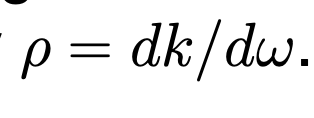 ρ = dk/dω.